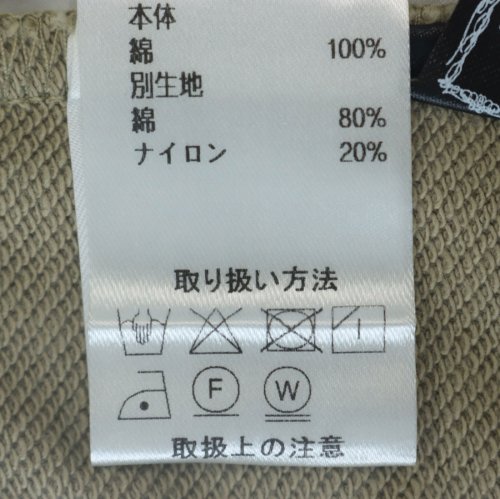 本体
綿 100%
別生地
綿 80%
ナイロン 20%
取り扱い方法
F W
取扱上の注意